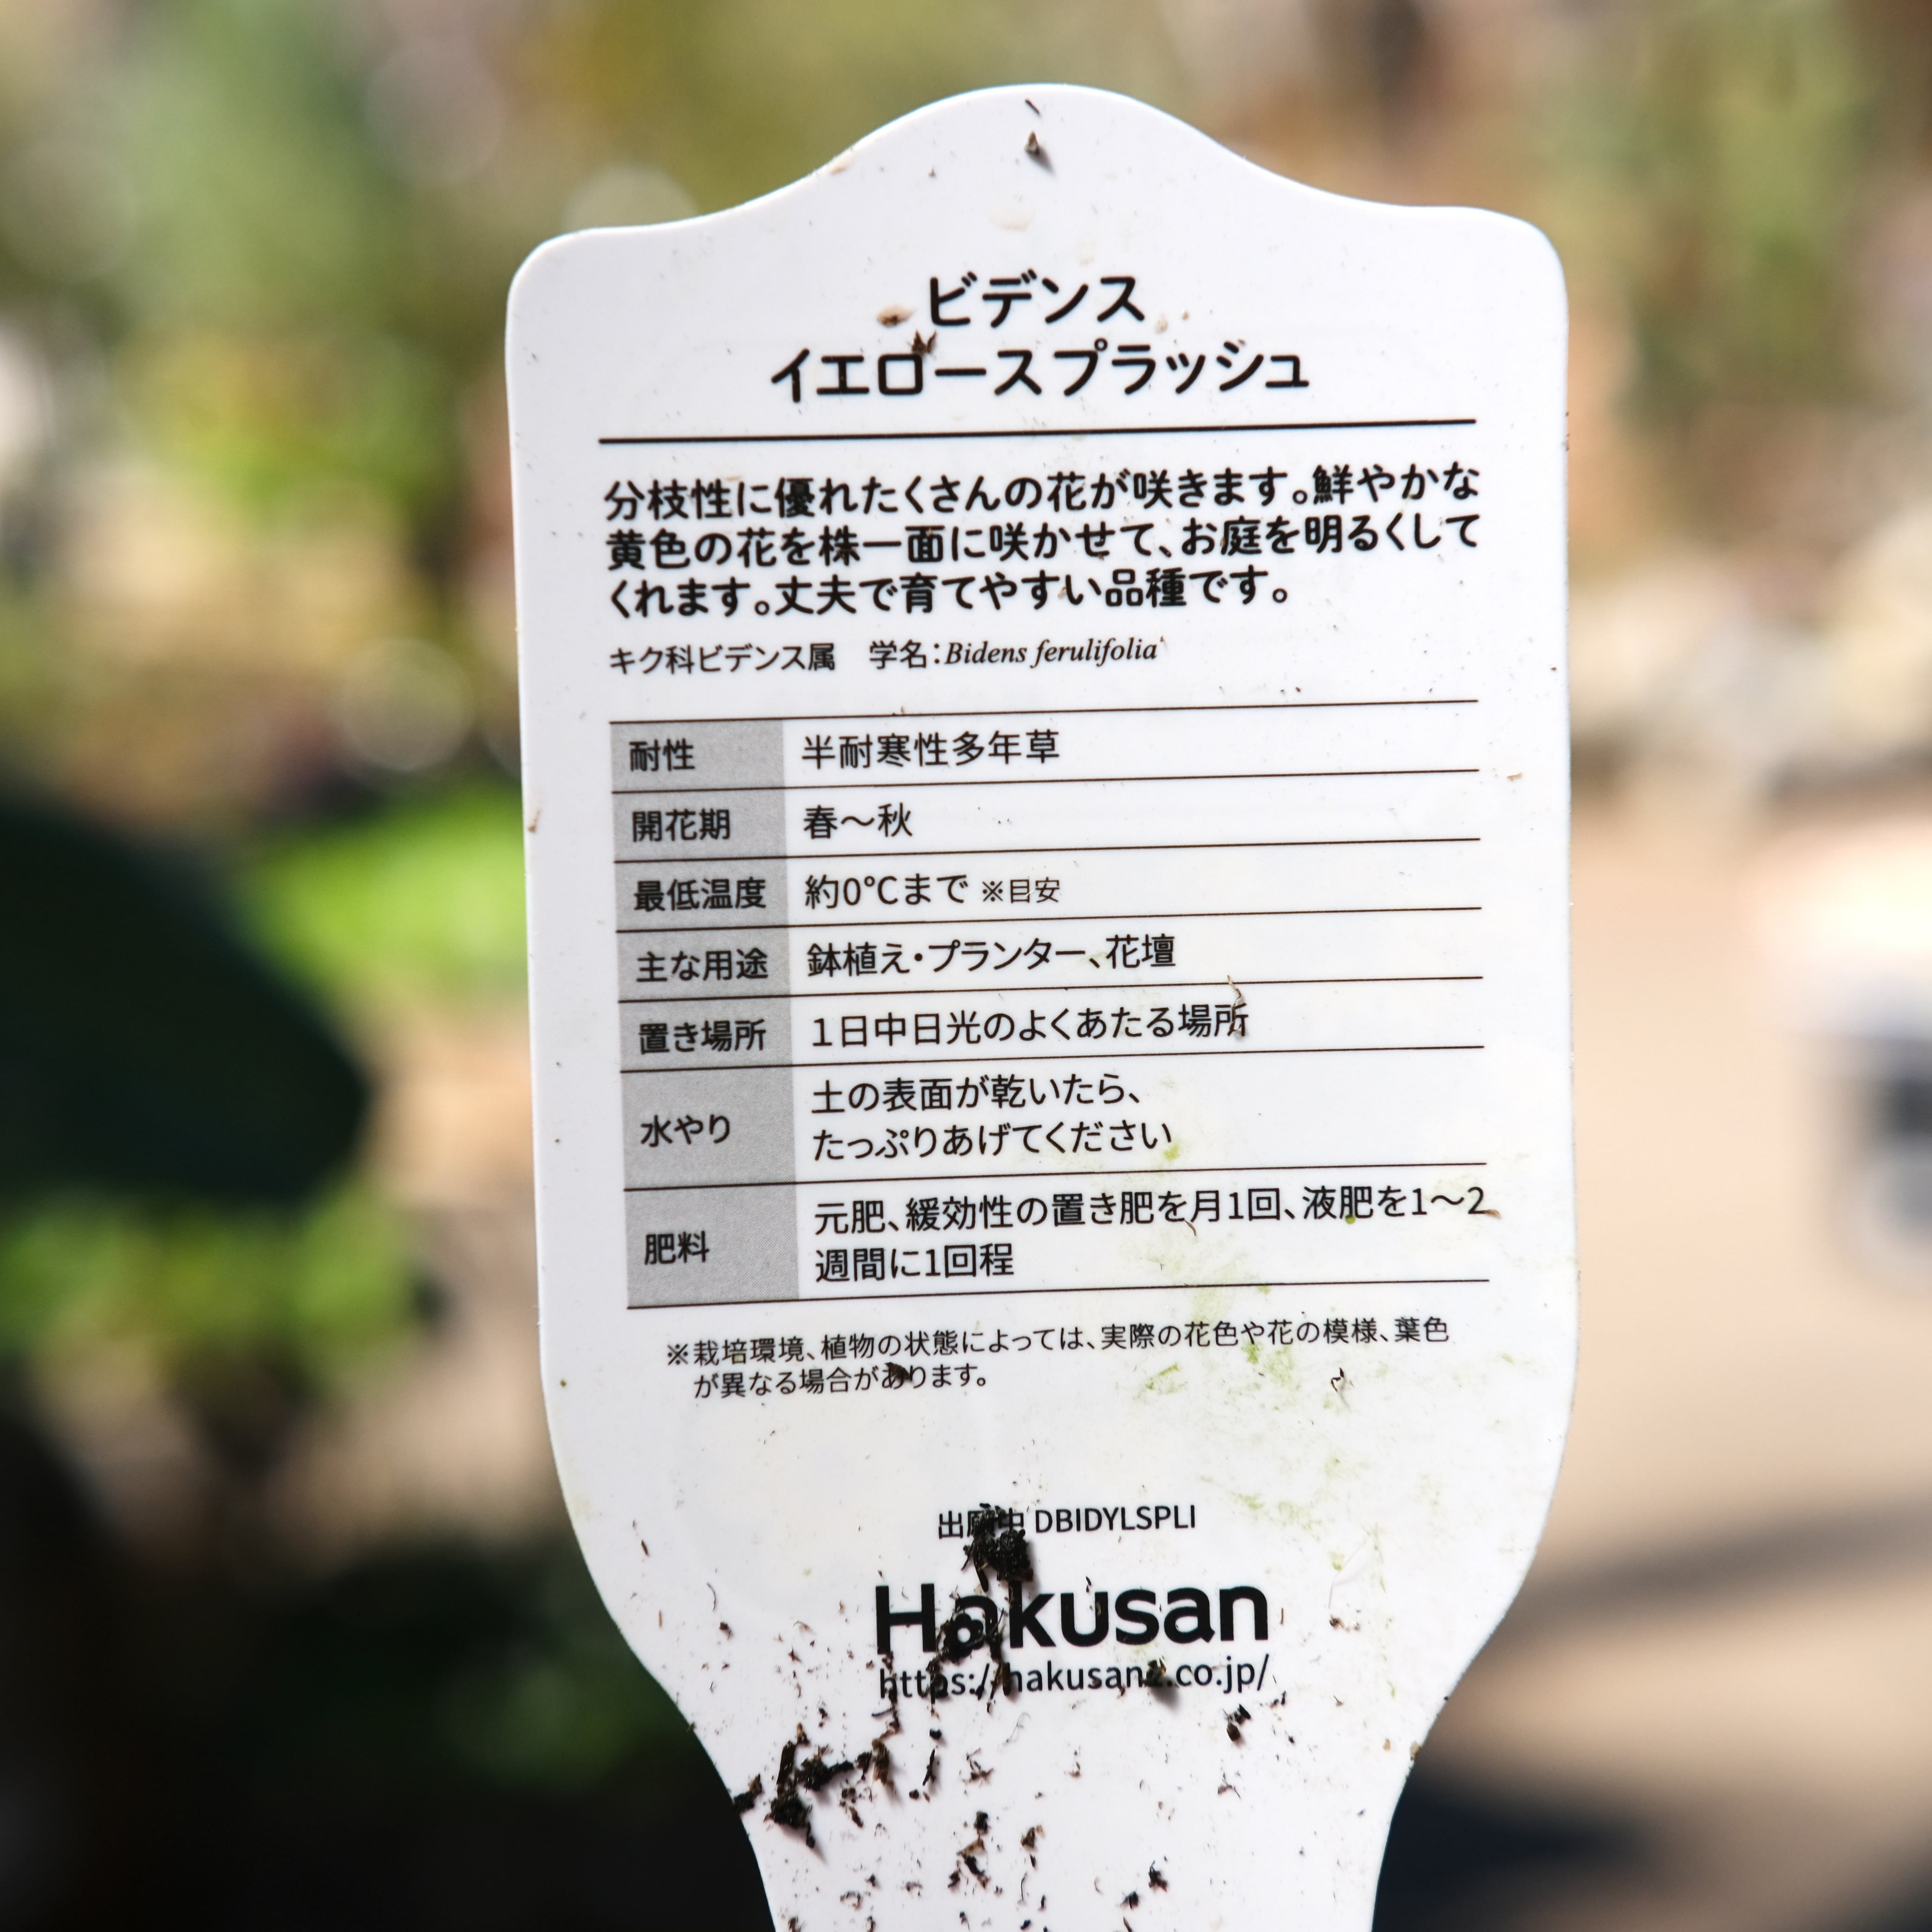 ビデンス
イエロースプラッシュ
分枝性に優れたくさんの花が咲きます。鮮やかな
黄色の花を株一面に咲かせて、お庭を明るくして
くれます。丈夫で育てやすい品種です。
キク科ビデンス属　学名：Bidens ferulifolia
耐性 半耐寒性多年草
開花期 春～秋
最低温度 約0℃まで ※目安
主な用途 鉢植え・プランター、花壇
置き場所 1日中日光のよくあたる場所
水やり 土の表面が乾いたら、
たっぷりあげてください
肥料 元肥、緩効性の置き肥を月1回、液肥を1～2
週間に1回程
※栽培環境、植物の状態によっては、実際の花色や花の模様、葉色
が異なる場合があります。
出願中 DBIDYLSPLI
Hakusan